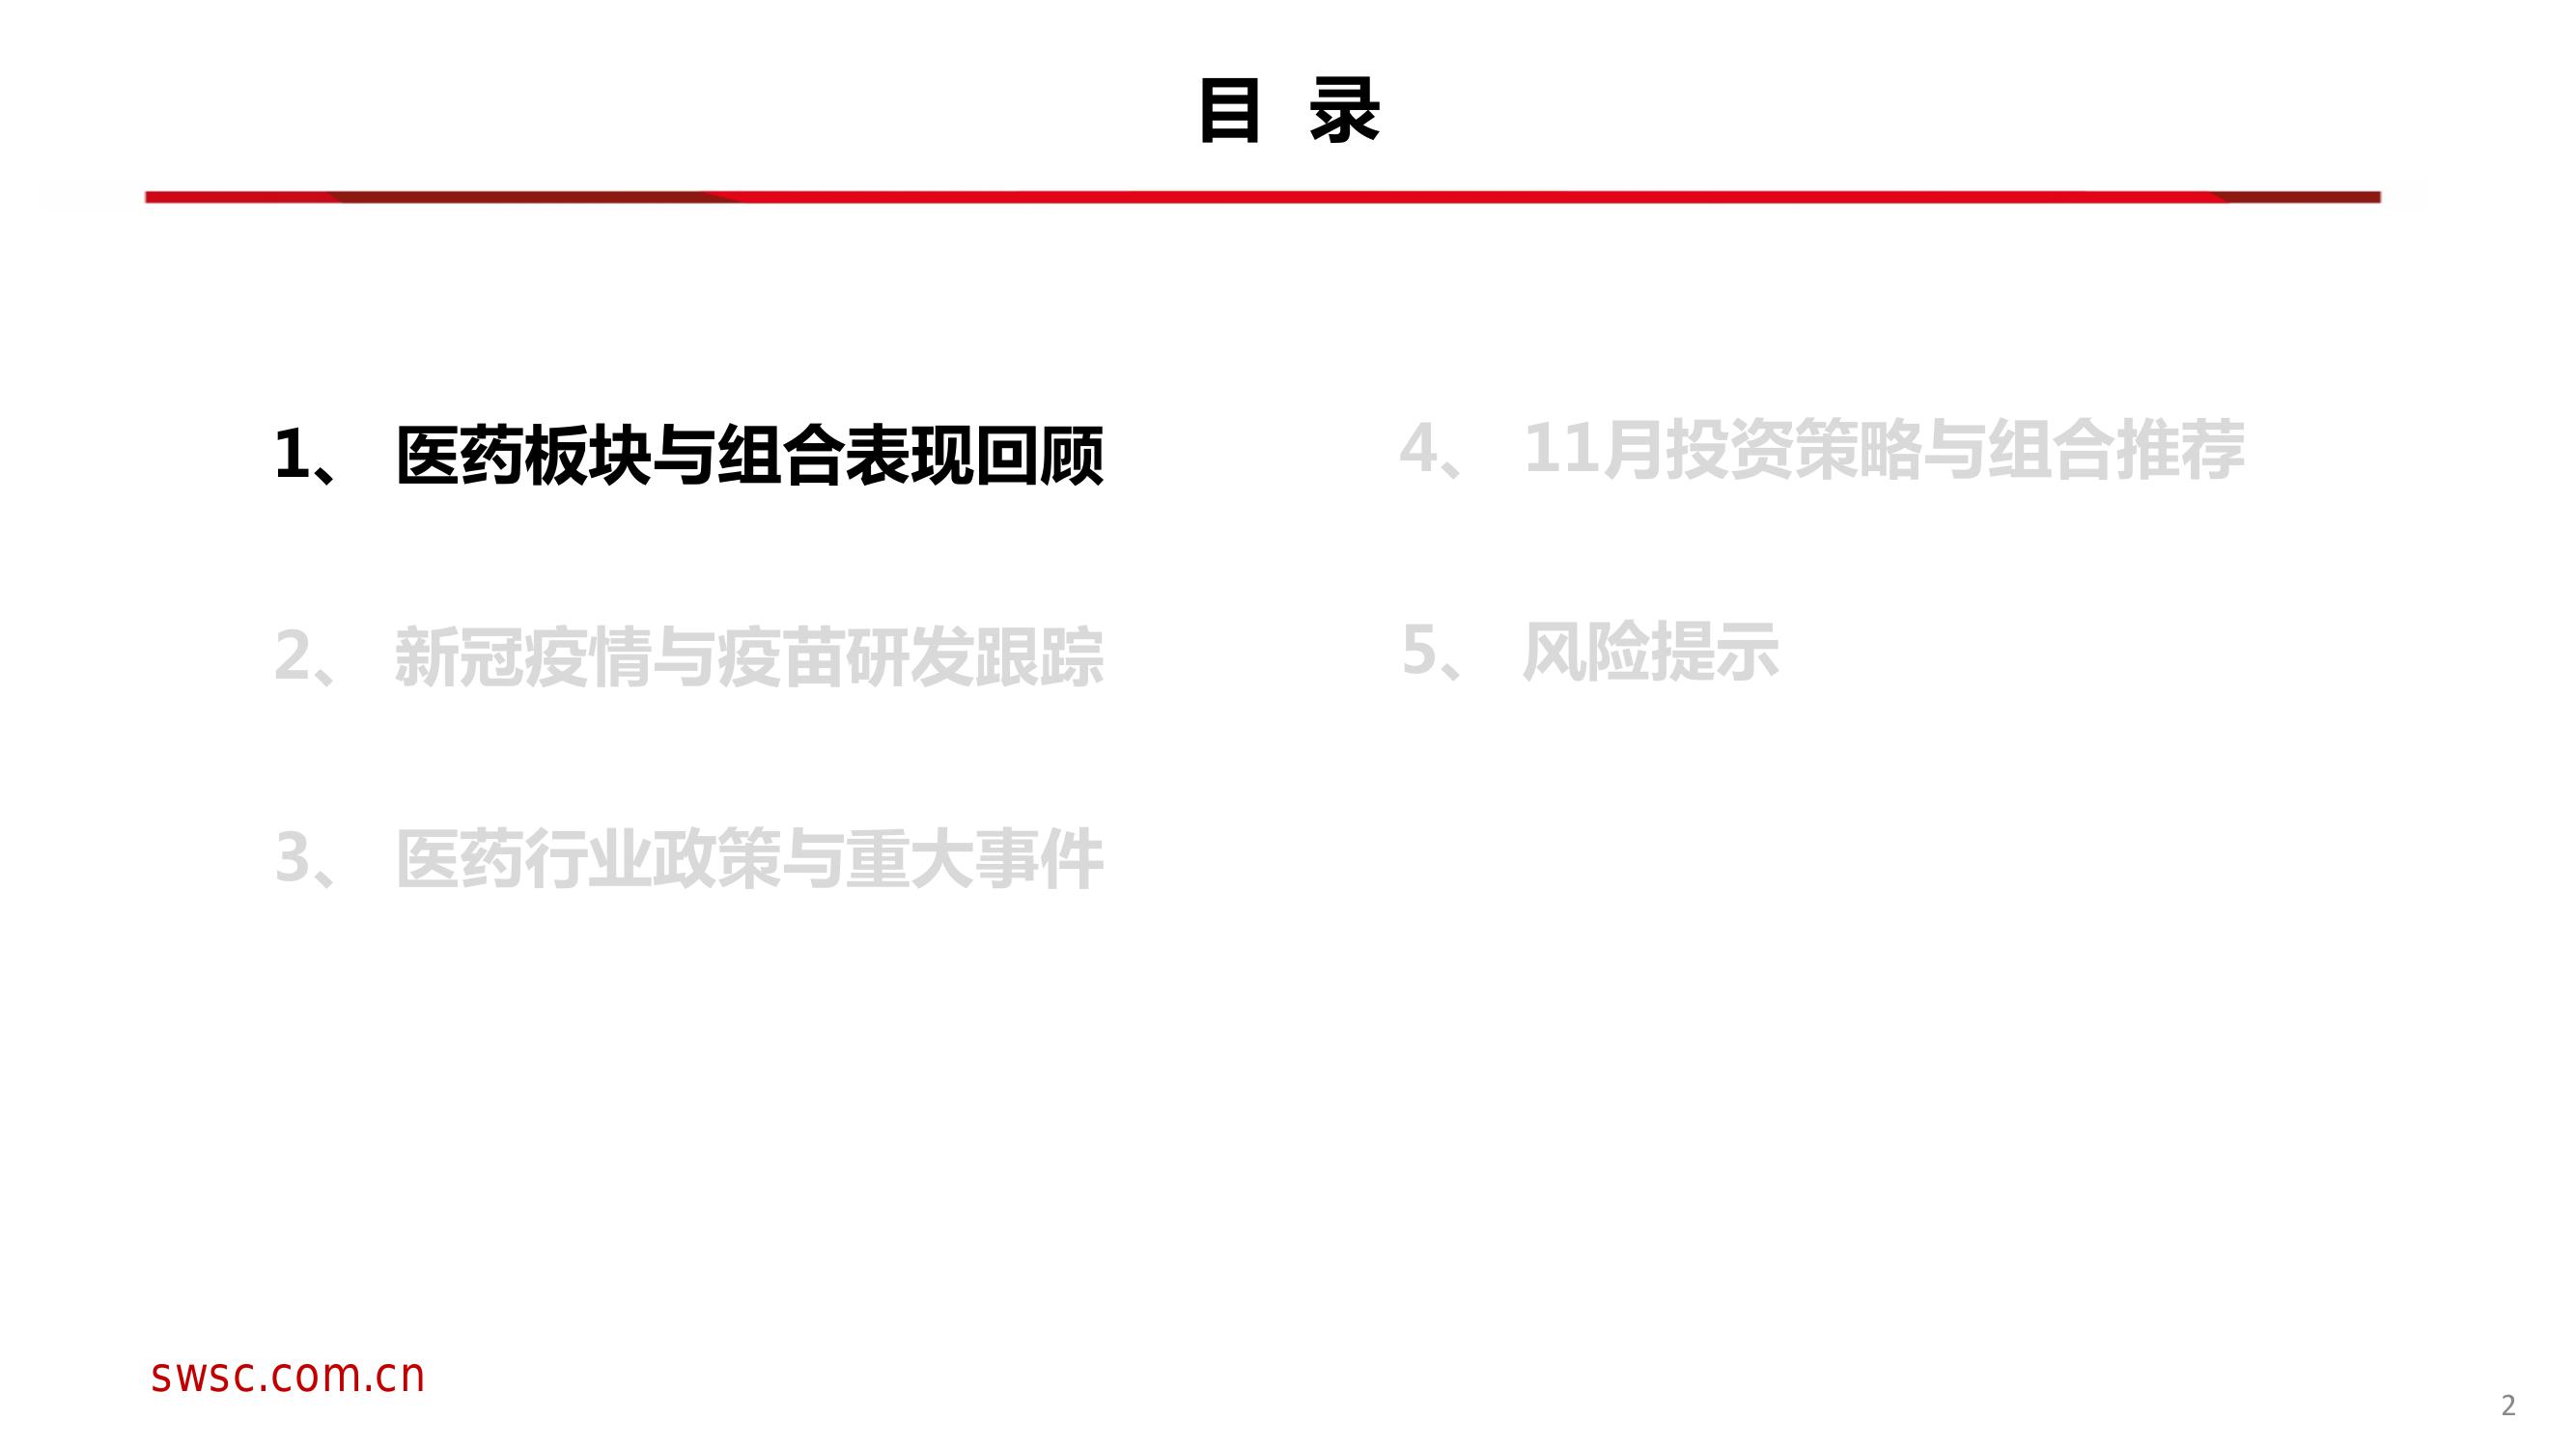 目 录
1、 医药板块与组合表现回顾
2、 新冠疫情与疫苗研发跟踪
3、 医药行业政策与重大事件
4、 11月投资策略与组合推荐
5、 风险提示
swsc.com.cn
2